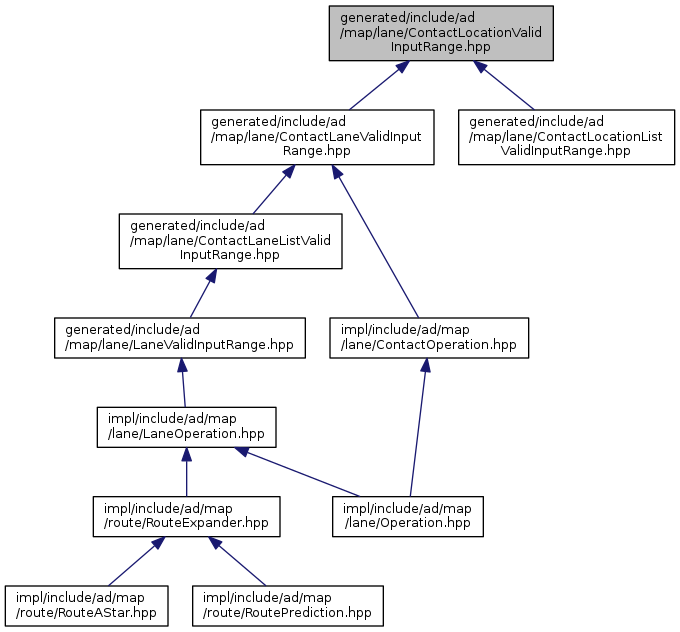 generated/include/ad
/map/lane/ContactLocationValid
InputRange.hpp
generated/include/ad
/map/lane/ContactLaneValidInput
Range.hpp
generated/include/ad
/map/lane/ContactLocationList
ValidInputRange.hpp
generated/include/ad
/map/lane/ContactLaneListValid
InputRange.hpp
generated/include/ad
/map/lane/LaneValidInputRange.hpp
impl/include/ad/map
/lane/ContactOperation.hpp
impl/include/ad/map
/lane/LaneOperation.hpp
impl/include/ad/map
/route/RouteExpander.hpp
impl/include/ad/map
/lane/Operation.hpp
impl/include/ad/map
/route/RouteAStar.hpp
impl/include/ad/map
/route/RoutePrediction.hpp